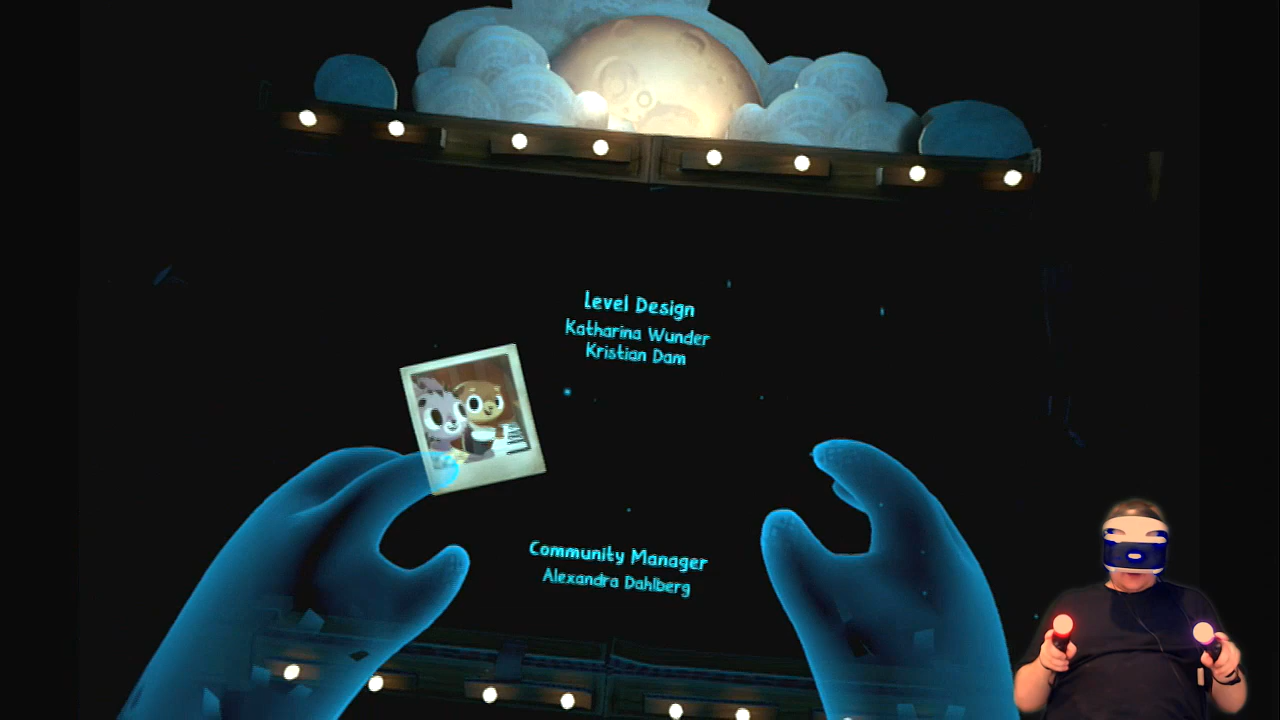 Level Design
Katharina Wunder
Kristian Dam
Community Manager
Alexandra Dahlberg